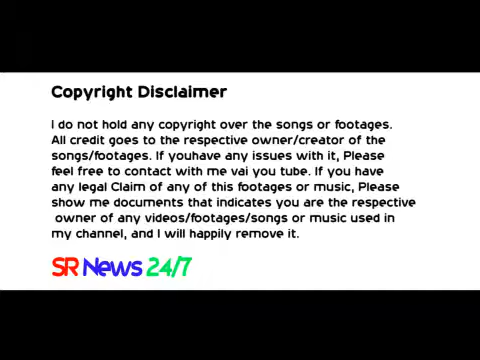 Copyright Disclaimer
I do not hold any copyright over the songs or footages.
All credit goes to the respective owner/creator of the
songs/footages. If youhave any issues with it, Please
feel free to contact with me vai you tube. If you have
any legal Claim of any of this footages or music, Please
show me documents that indicates you are the respective
owner of any videos/footages/songs or music used in
my channel, and I will happily remove it.
SR News 24/7